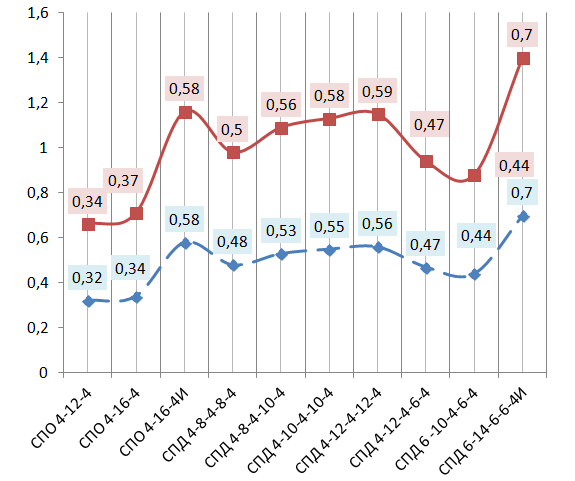 1,6
1,4
1,2
1
0,8
0,6
0,4
0,2
0
0,34
0,37
0,58
0,5
0,56
0,58
0,59
0,47
0,44
0,7
0,32
0,34
0,58
0,48
0,53
0,55
0,56
0,47
0,44
0,7
СПО 4-12-4
СПО 4-16-4
СПО 4-16-4И
СПД 4-8-4-8-4
СПД 4-8-4-10-4
СПД 4-10-4-10-4
СПД 4-12-4-12-4
СПД 4-12-4-6-4
СПД 6 -10-4-6-4
СПД 6-14-6-6-4И